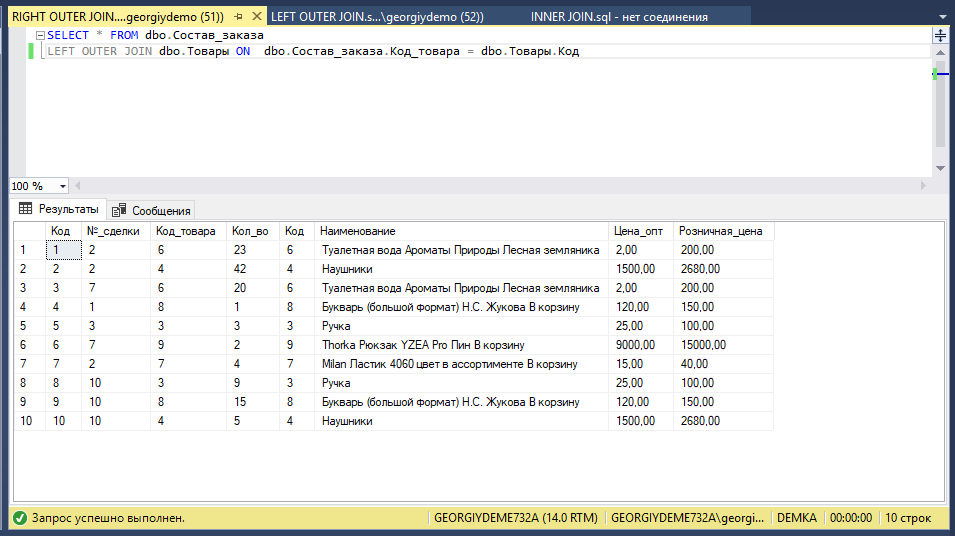 RIGHT OUTER JOIN....georgiydemo (51)) LEFT OUTER JOIN.s...\georgiydemo (52)) INNER JOIN.sql - нет соединения
SELECT * FROM dbo.Состав_заказа
LEFT OUTER JOIN dbo.Товары ON dbo.Состав_заказа.Код_товара = dbo.Товары.Код
100 %
Результаты Сообщения
Код №_сделки Код_товара Кол_во Код Наименование Цена_опт Розничная_цена
1 1 2 6 23 6 Туалетная вода Ароматы Природы Лесная земляника 2,00 200,00
2 2 2 4 42 4 Наушники 1500,00 2680,00
3 3 7 6 20 6 Туалетная вода Ароматы Природы Лесная земляника 2,00 200,00
4 4 1 8 1 8 Букварь (большой формат) Н.С. Жукова В корзину 120,00 150,00
5 5 3 3 3 3 Ручка 25,00 100,00
6 6 7 9 2 9 Thorka Рюкзак YZEA Pro Пин В корзину 9000,00 15000,00
7 7 2 7 4 7 Milan Ластик 4060 цвет в ассортименте В корзину 15,00 40,00
8 8 10 3 9 3 Ручка 25,00 100,00
9 9 10 8 15 8 Букварь (большой формат) Н.С. Жукова В корзину 120,00 150,00
10 10 10 4 5 4 Наушники 1500,00 2680,00
Запрос успешно выполнен. GEORGIYDEME732A (14.0 RTM) GEORGIYDEME732A\georgi... DEMKA 00:00:00 10 строк